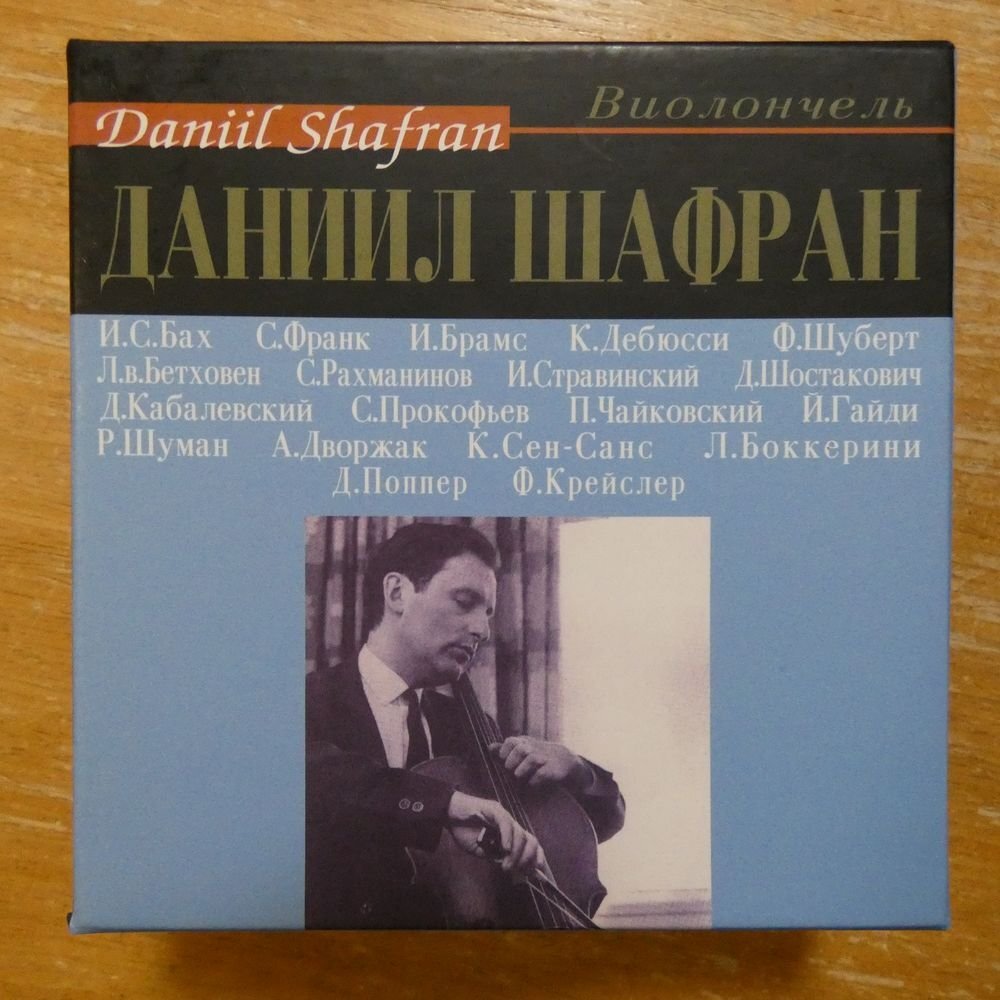 Виолончель
Daniil Shafran
ДАНИИЛ ШАФРАН
И.С.Бах С.Франк И.Брамс К.Дебюсси Ф.Шуберт
Л.в.Бетховен С.Рахманинов И.Стравинский Д.Шостакович
Д.Кабалевский С.Прокофьев П.Чайковский Й.Гайди
Р.Шуман А.Дворжак К.Сен-Санс Л.Боккерини
Д.Поппер Ф.Крейслер